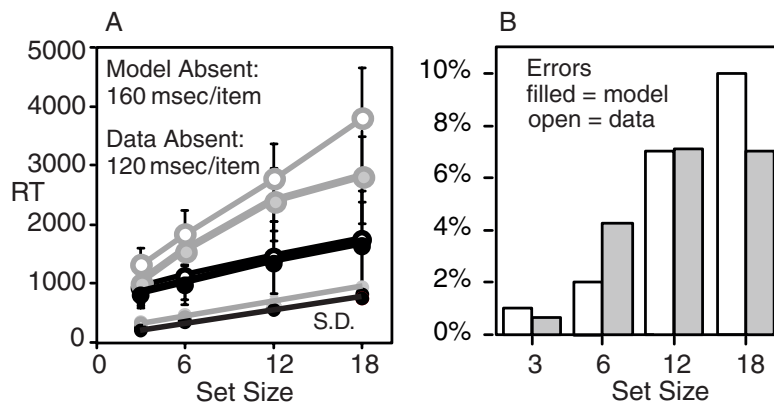 A
B
5000
4000
3000
2000
1000
0
RT
Model Absent:
160 msec/item
Data Absent:
120 msec/item
S.D.
0
6
12
18
Set Size
10%
8%
6%
4%
2%
0%
Errors
filled = model
open = data
3
6
12
18
Set Size